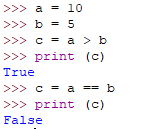 >>> a = 10
>>> b = 5
>>> c = a > b
>>> print (c)
True
>>> c = a == b
>>> print (c)
False